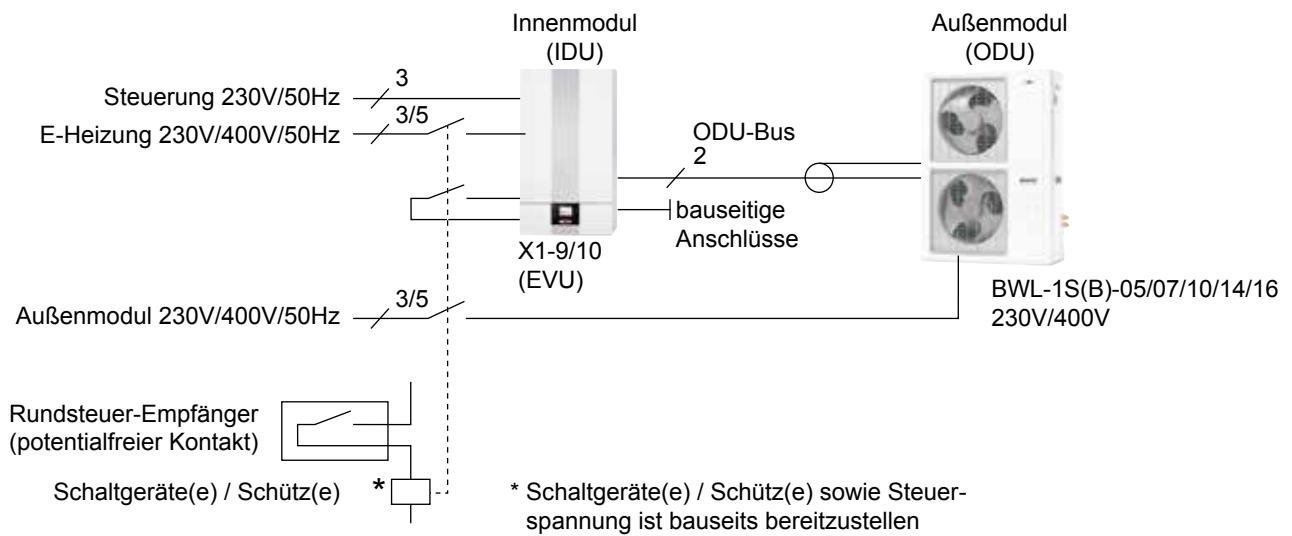 Innenmodul
(IDU)
Außenmodul
(ODU)
Steuerung 230V/50Hz
3
E-Heizung 230V/400V/50Hz
3/5
ODU-Bus
2
bauseitige
Anschlüsse
X1-9/10
(EVU)
BWL-1S(B)-05/07/10/14/16
230V/400V
Außenmodul 230V/400V/50Hz
3/5
Rundsteuer-Empfänger
(potentialfreier Kontakt)
Schaltgeräte(e) / Schütz(e)
*
* Schaltgeräte(e) / Schütz(e) sowie Steuer-
spannung ist bauseits bereitzustellen